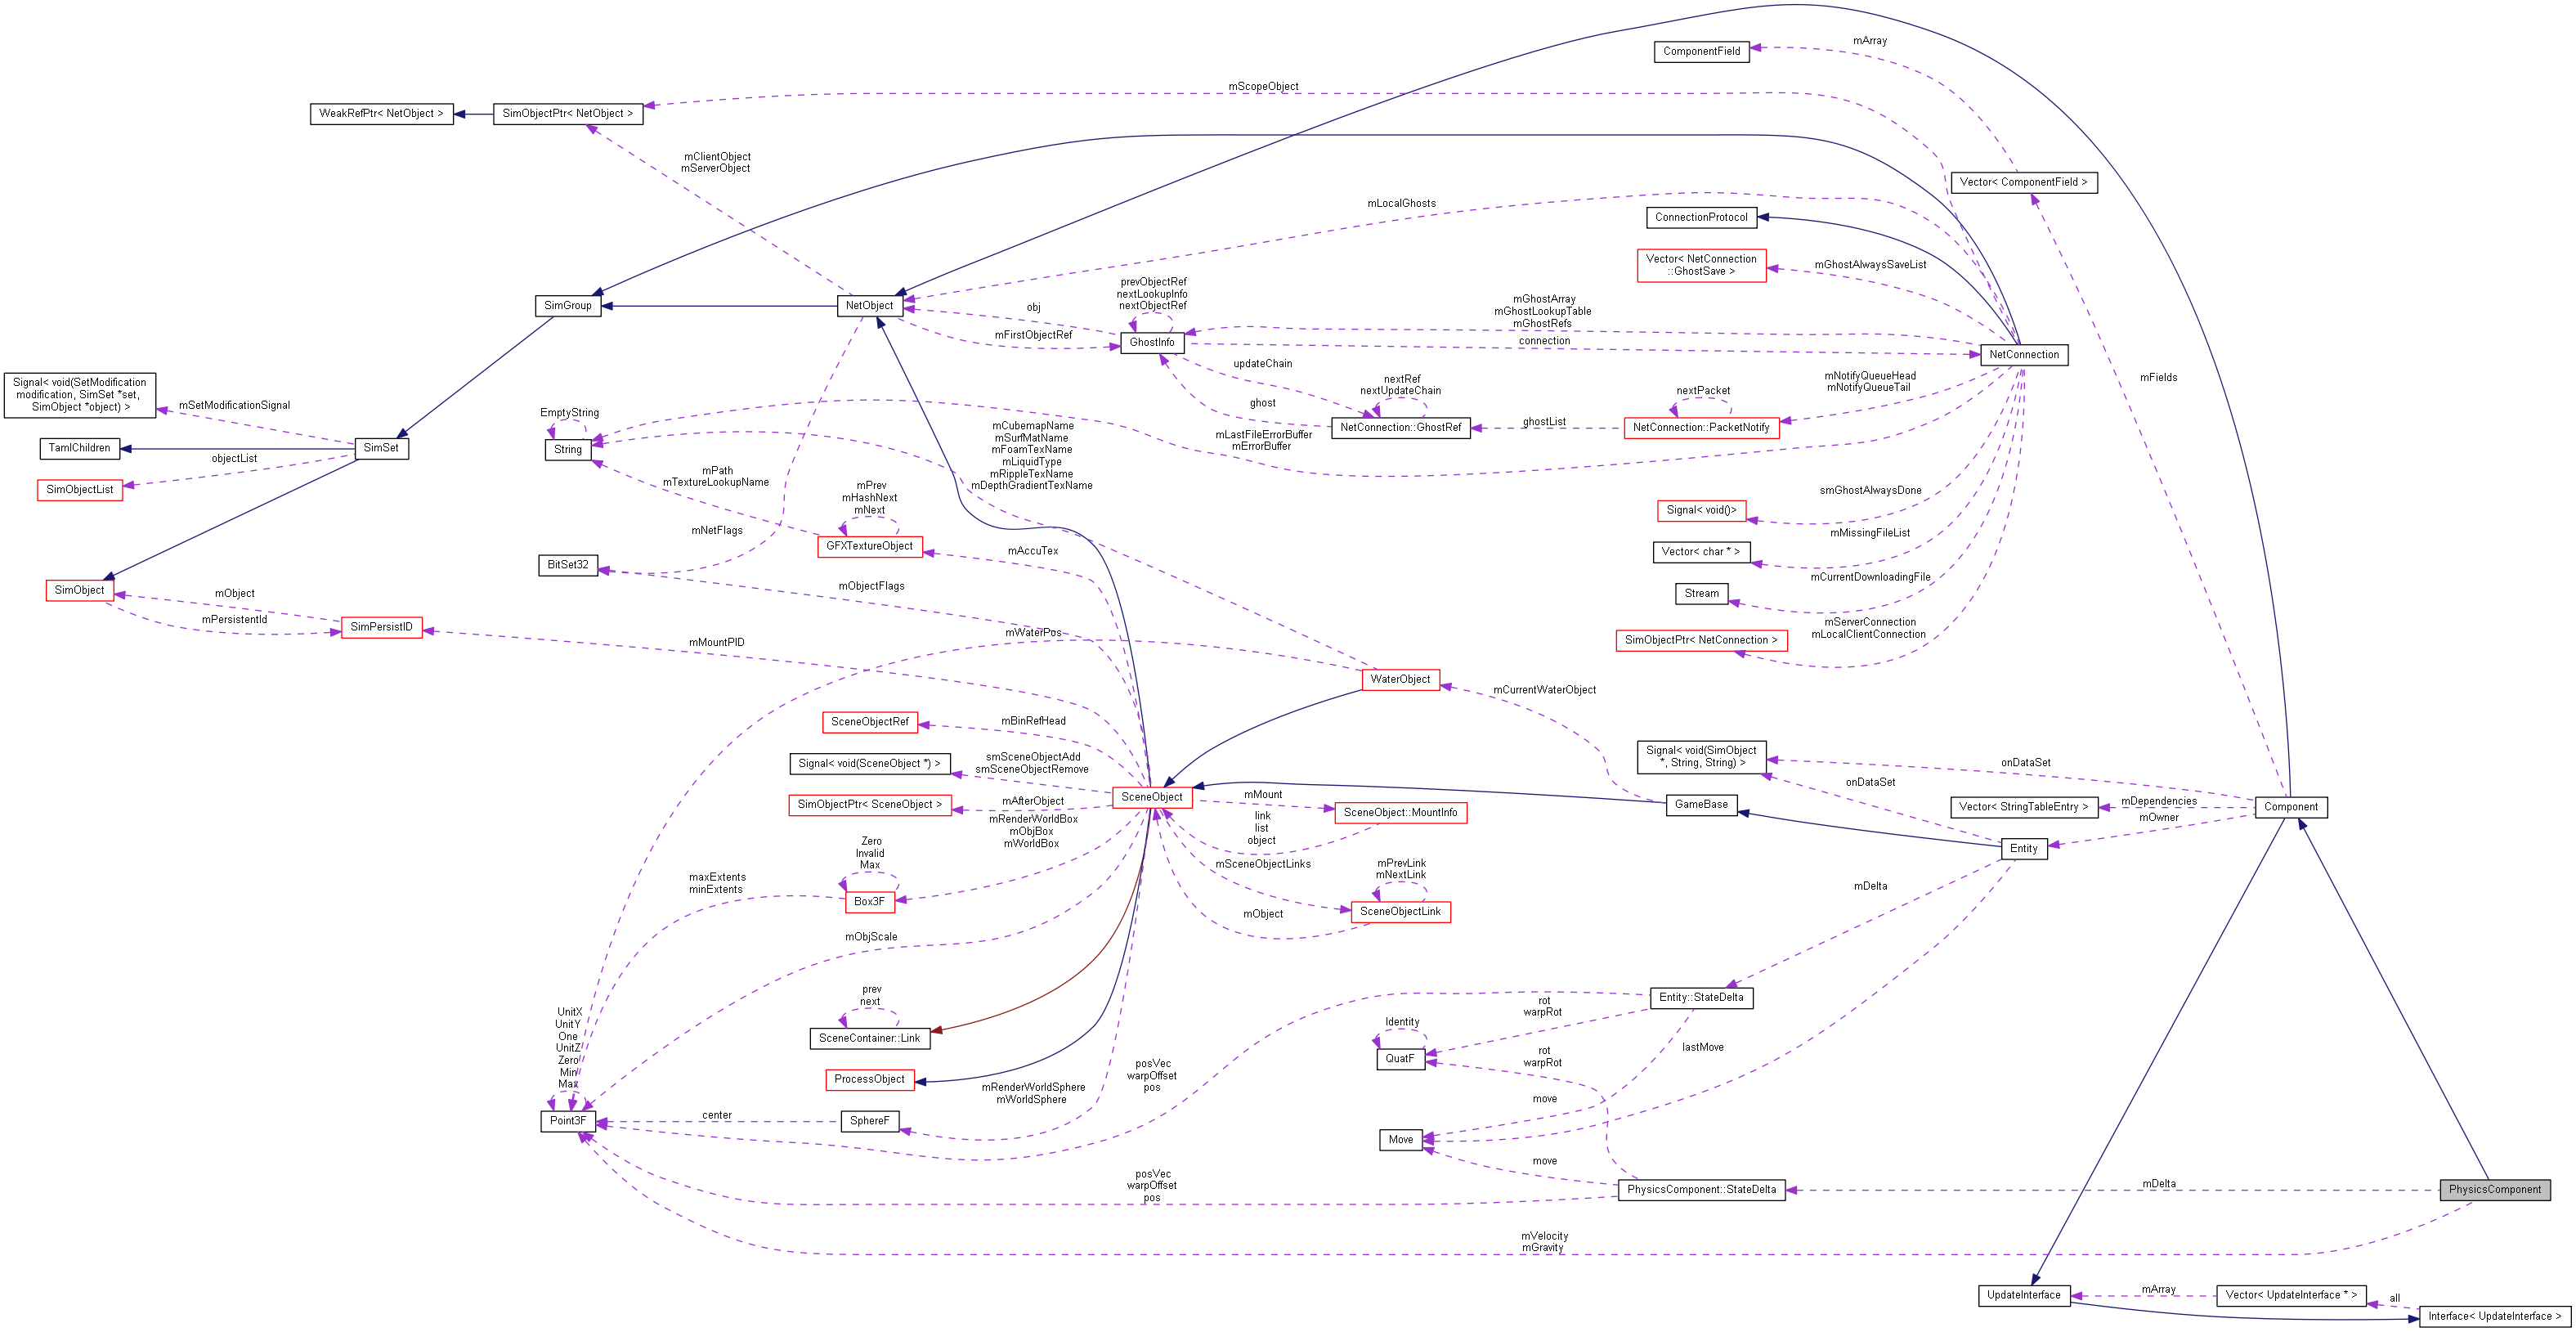 ComponentField
mArray
mScopeObject
WeakRefPtr< NetObject >
SimObjectPtr< NetObject >
mClientObject
mServerObject
Vector< ComponentField >
mLocalGhosts
ConnectionProtocol
Vector< NetConnection
::GhostSave >
mGhostAlwaysSaveList
prevObjectRef
nextLookupInfo
nextObjectRef
SimGroup
NetObject
obj
mFirstObjectRef
GhostInfo
mGhostArray
mGhostLookupTable
mGhostRefs
connection
NetConnection
updateChain
nextRef
nextUpdateChain
nextPacket
mNotifyQueueHead
mNotifyQueueTail
mFields
Signal< void(SetModification
modification, SimSet *set,
SimObject *object) >
mSetModificationSignal
ghost
EmptyString
NetConnection::GhostRef
ghostList
NetConnection::PacketNotify
TamlChildren
SimSet
String
mCubemapName
mSurfMatName
mFoamTexName
mLiquidType
mRippleTexName
mDepthGradientTexName
mLastFileErrorBuffer
mErrorBuffer
objectList
SimObjectList
mPath
mTextureLookupName
mPrev
mHashNext
mNext
smGhostAlwaysDone
Signal< void()>
mNetFlags
GFXTextureObject
mAccuTex
mMissingFileList
Vector< char * >
BitSet32
mObjectFlags
mCurrentDownloadingFile
Stream
SimObject
mObject
mPersistentId
SimPersistID
mMountPID
mWaterPos
mServerConnection
mLocalClientConnection
SimObjectPtr< NetConnection >
WaterObject
mCurrentWaterObject
SceneObjectRef
mBinRefHead
Signal< void(SceneObject *) >
smSceneObjectAdd
smSceneObjectRemove
Signal< void(SimObject
*, String, String) >
onDataSet
onDataSet
SimObjectPtr< SceneObject >
mAfterObject
SceneObject
mMount
SceneObject::MountInfo
GameBase
Vector< StringTableEntry >
mDependencies
mOwner
Component
mRenderWorldBox
mObjBox
mWorldBox
link
list
object
Entity
Zero
Invalid
Max
maxExtents
minExtents
Box3F
mSceneObjectLinks
mPrevLink
mNextLink
SceneObjectLink
mDelta
mObject
mObjScale
prev
next
SceneContainer::Link
Entity::StateDelta
rot
warpRot
Identity
QuatF
lastMove
rot
warpRot
UnitX
UnitY
One
UnitZ
Zero
Min
Max
ProcessObject
mRenderWorldSphere
mWorldSphere
posVec
warpOffset
pos
move
Point3F
center
SphereF
Move
move
posVec
warpOffset
pos
PhysicsComponent::StateDelta
mDelta
PhysicsComponent
mVelocity
mGravity
UpdateInterface
mArray
Vector< UpdateInterface * >
all
Interface< UpdateInterface >